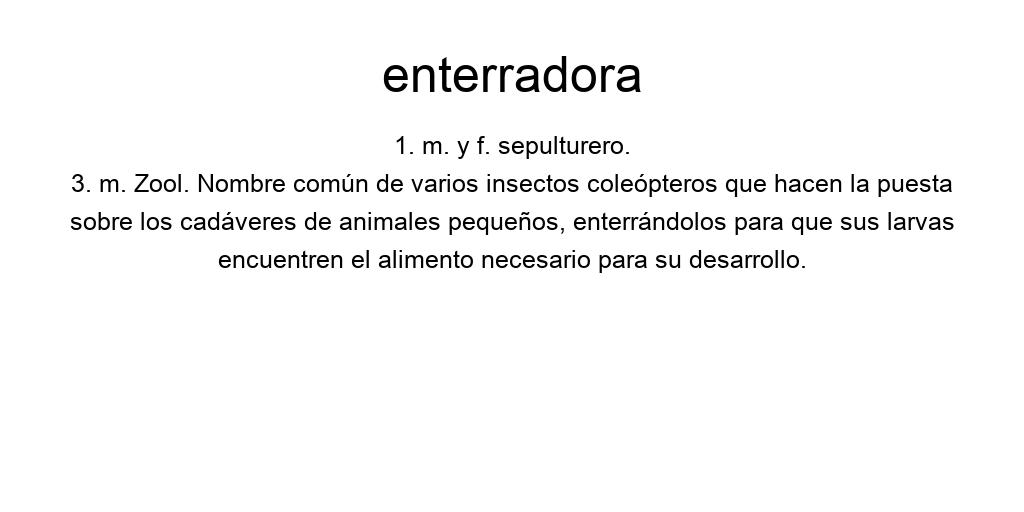 enterradora
1. m. y f. sepulturero.
3. m. Zool. Nombre común de varios insectos coleópteros que hacen la puesta
sobre los cadáveres de animales pequeños, enterrándolos para que sus larvas
encuentren el alimento necesario para su desarrollo.